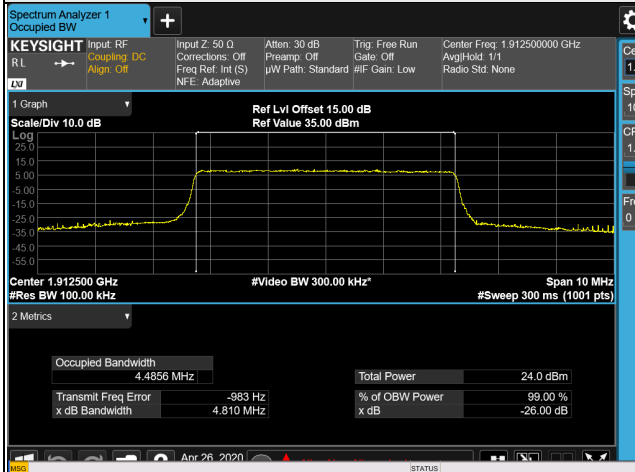 Spectrum Analyzer 1
Occupied BW
+
KEYSIGHT
RL
LXI
Input: RF
Coupling: DC
Align: Off
Input Z: 50 Ω
Corrections: Off
Freq Ref: Int (S)
NFE: Adaptive
Atten: 30 dB
Preamp: Off
µW Path: Standard
Trig: Free Run
Gate: Off
#IF Gain: Low
Center Freq: 1.912500000 GHz
Avg|Hold: 1/1
Radio Std: None
1 Graph
Scale/Div 10.0 dB
Ref Lvl Offset 15.00 dB
Ref Value 35.00 dBm
Log
25.0
15.0
5.00
-5.00
-15.0
-25.0
-35.0
-45.0
-55.0
Center 1.912500 GHz
#Res BW 100.00 kHz
#Video BW 300.00 kHz*
Span 10 MHz
#Sweep 300 ms (1001 pts)
2 Metrics
Occupied Bandwidth
4.4856 MHz
Transmit Freq Error -983 Hz
x dB Bandwidth 4.810 MHz
Total Power 24.0 dBm
% of OBW Power 99.00 %
x dB -26.00 dB
Apr 26, 2020
MSG
STATUS